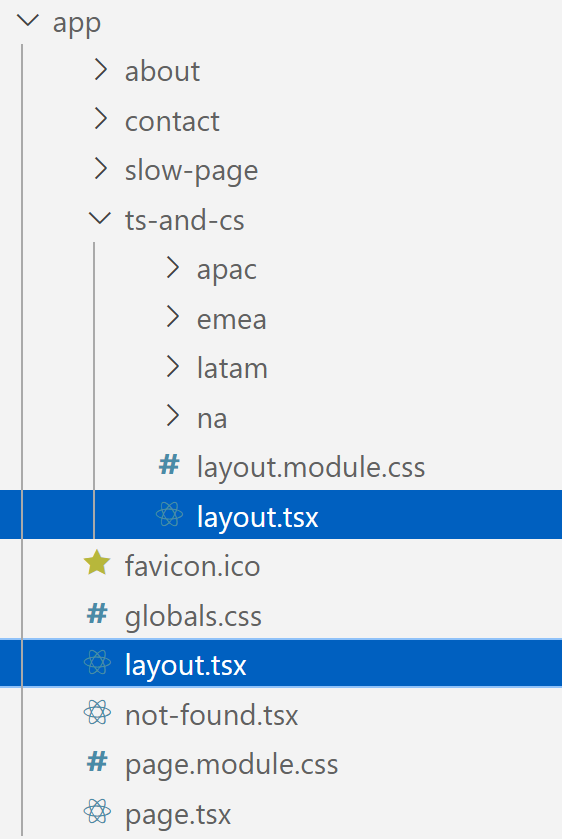 app
about
contact
slow-page
ts-and-cs
apac
emea
latam
na
# layout.module.css
layout.tsx
favicon.ico
# globals.css
layout.tsx
not-found.tsx
# page.module.css
page.tsx